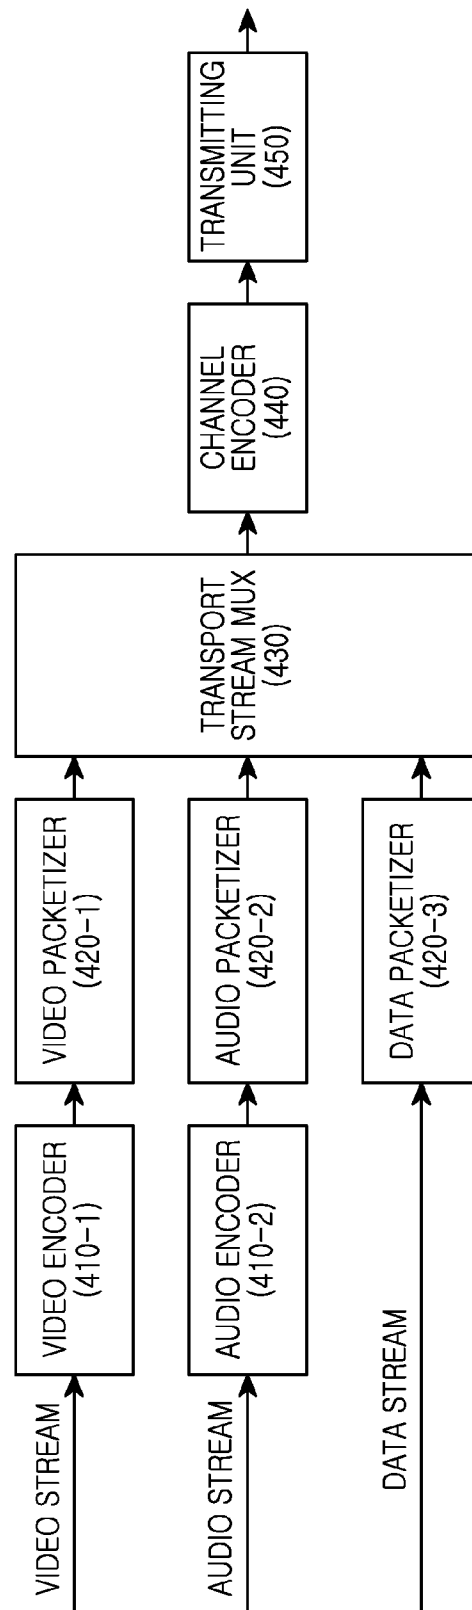 VIDEO STREAM
VIDEO ENCODER
(410-1)
VIDEO PACKETIZER
(420-1)
AUDIO STREAM
AUDIO ENCODER
(410-2)
AUDIO PACKETIZER
(420-2)
DATA STREAM
DATA PACKETIZER
(420-3)
TRANSPORT
STREAM MUX
(430)
CHANNEL
ENCODER
(440)
TRANSMITTING
UNIT
(450)